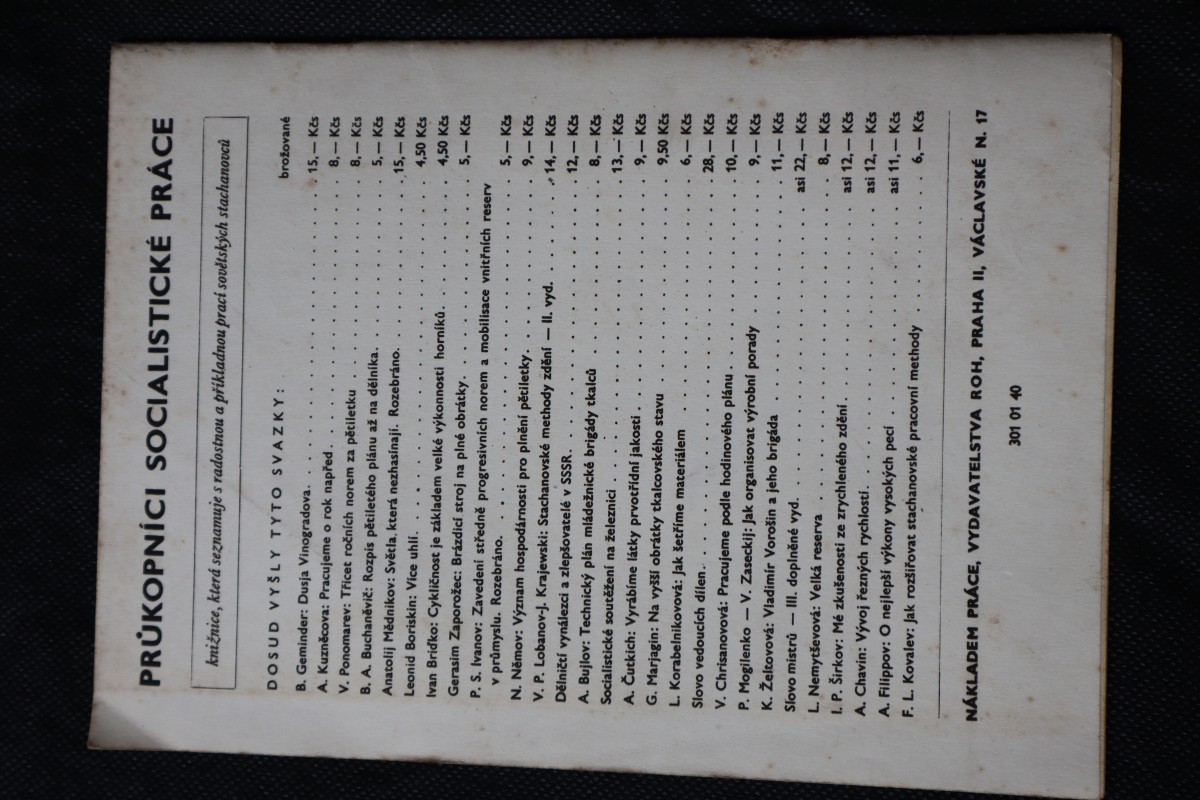 PRŮKOPNÍCI SOCIALISTICKÉ PRÁCE
knižnice, která seznamuje s radostnou a příkladnou prací sovětských stachanovců
DOSUD VYŠLY TYTO SVAZKY:
brožované
B. Geminder: Dusja Vinogradova. . . . . . . . . . . . . . . 15,— Kčs
A. Kuzněcova: Pracujeme o rok napřed. . . . . . . . . . . . . . . 8,— Kčs
V. Ponomarev: Třicet ročních norem za pětiletku . . . . . . . . . . . . 8,— Kčs
B. A. Buchaněvič: Rozpis pětiletého plánu až na dělníka. . . . . . . . . . 5,— Kčs
Anatolij Mědnikov: Světla, která nezhasínají. Rozebráno. . . . . . . . . . 15,— Kčs
Leonid Boriskin: Více uhlí. . . . . . . . . . . . . . . . . . 4,50 Kčs
Ivan Briďko: Cykličnost je základem velké výkonnosti horníků. . . . . . . . 4,50 Kčs
Gerasim Zaporožec: Brázdicí stroj na plné obrátky. . . . . . . . . . . 5,— Kčs
P. S. Ivanov: Zavedení středně progresivních norem a mobilisace vnitřních reserv
v průmyslu. Rozebráno. . . . . . . . . . . . . . . . . . 5,— Kčs
N. Němov: Význam hospodárnosti pro plnění pětiletky. . . . . . . . . . 9,— Kčs
V. P. Lobanov-J. Krajewski: Stachanovské methody zdění — II. vyd. . . . . . . 14,— Kčs
Dělničtí vynálezci a zlepšovatelé v SSSR. . . . . . . . . . . . . . 12,— Kčs
A. Bujlov: Technický plán mládežnické brigády tkalců . . . . . . . . . . 8,— Kčs
Socialistické soutěžení na železnici . . . . . . . . . . . . . . . 13,— Kčs
A. Čutkich: Vyrábíme látky prvotřídní jakosti . . . . . . . . . . . . 9,— Kčs
G. Marjagin: Na vyšší obrátky tkalcovského stavu . . . . . . . . . . . 9,50 Kčs
L. Korabelnikovová: Jak šetříme materiálem . . . . . . . . . . . . . 6,— Kčs
Slovo vedoucích dílen. . . . . . . . . . . . . . . . . . . . 28,— Kčs
V. Chrisanovová: Pracujeme podle hodinového plánu . . . . . . . . . . 10,— Kčs
P. Mogilenko — V. Zaseckij: Jak organisovat výrobní porady . . . . . . . . 9,— Kčs
K. Želtovová: Vladimír Vorošin a jeho brigáda . . . . . . . . . . . . 11,— Kčs
Slovo mistrů — III. doplněné vyd. . . . . . . . . . . . . . . . asi 22,— Kčs
L. Nemytševová: Velká reserva . . . . . . . . . . . . . . . . 8,— Kčs
I. P. Širkov: Mé zkušenosti ze zrychleného zdění . . . . . . . . . . . asi 12,— Kčs
A. Chavin: Vývoj řezných rychlostí. . . . . . . . . . . . . . . asi 12,— Kčs
A. Filippov: O nejlepší výkony vysokých pecí . . . . . . . . . . . . asi 11,— Kčs
F. L. Kovalev: Jak rozšiřovat stachanovské pracovní methody . . . . . . . . 6,— Kčs
NÁKLADEM PRÁCE, VYDAVATELSTVA ROH, PRAHA II, VÁCLAVSKÉ N. 17
301 01 40